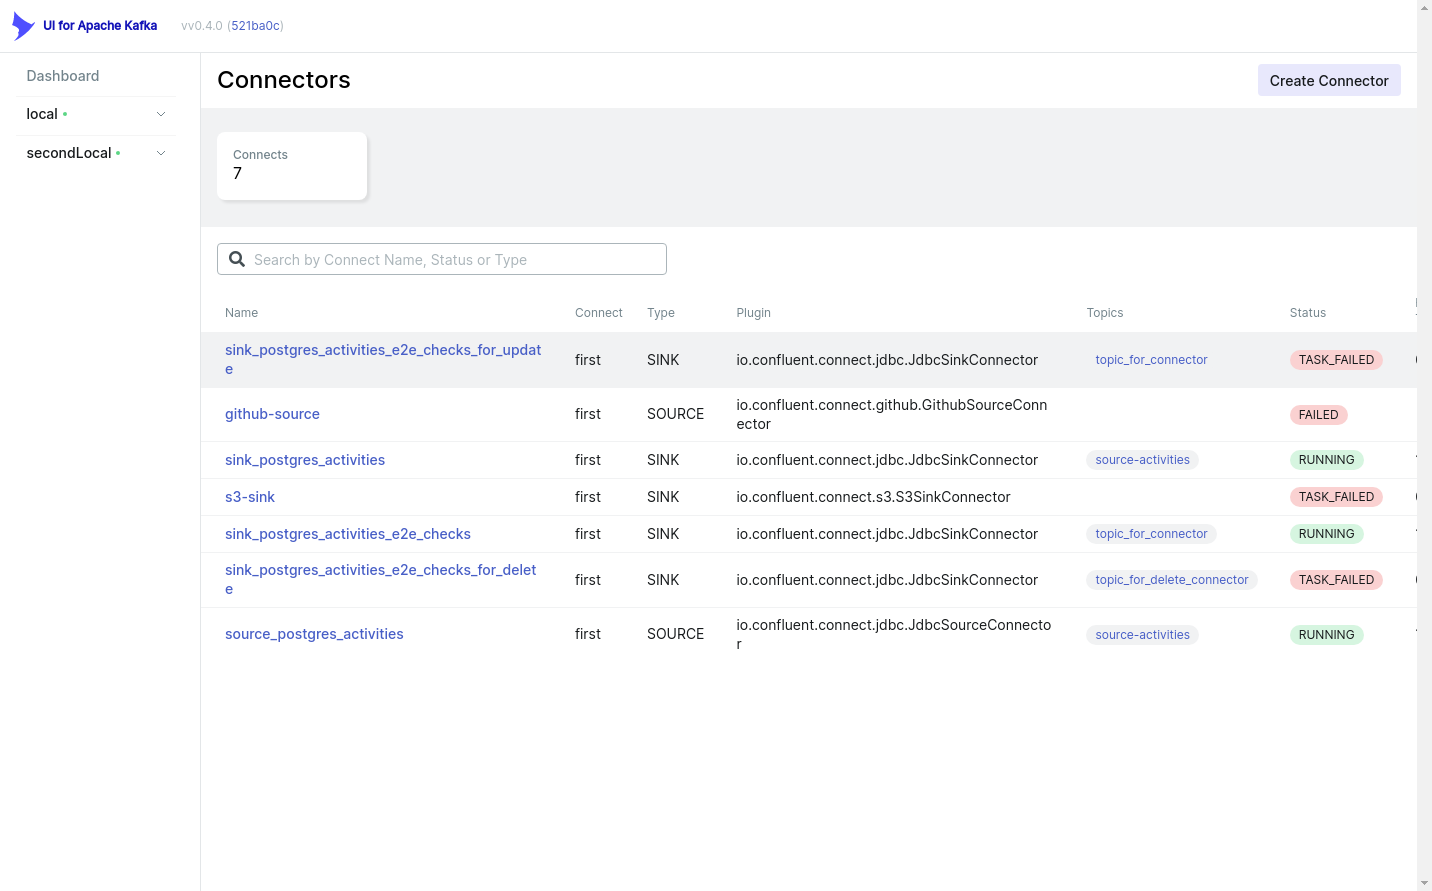 UI for Apache Kafka vv0.4.0 (521ba0c)
Dashboard
local
secondLocal
Connectors
Create Connector
Connects
7
Search by Connect Name, Status or Type
Name Connect Type Plugin Topics Status
sink_postgres_activities_e2e_checks_for_updat
e
first SINK io.confluent.connect.jdbc.JdbcSinkConnector topic_for_connector TASK_FAILED
github-source first SOURCE
io.confluent.connect.github.GithubSourceConn
ector
FAILED
sink_postgres_activities first SINK io.confluent.connect.jdbc.JdbcSinkConnector source-activities RUNNING
s3-sink first SINK io.confluent.connect.s3.S3SinkConnector TASK_FAILED
sink_postgres_activities_e2e_checks first SINK io.confluent.connect.jdbc.JdbcSinkConnector topic_for_connector RUNNING
sink_postgres_activities_e2e_checks_for_delet
e
first SINK io.confluent.connect.jdbc.JdbcSinkConnector topic_for_delete_connector TASK_FAILED
source_postgres_activities first SOURCE
io.confluent.connect.jdbc.JdbcSourceConnecto
r
source-activities RUNNING